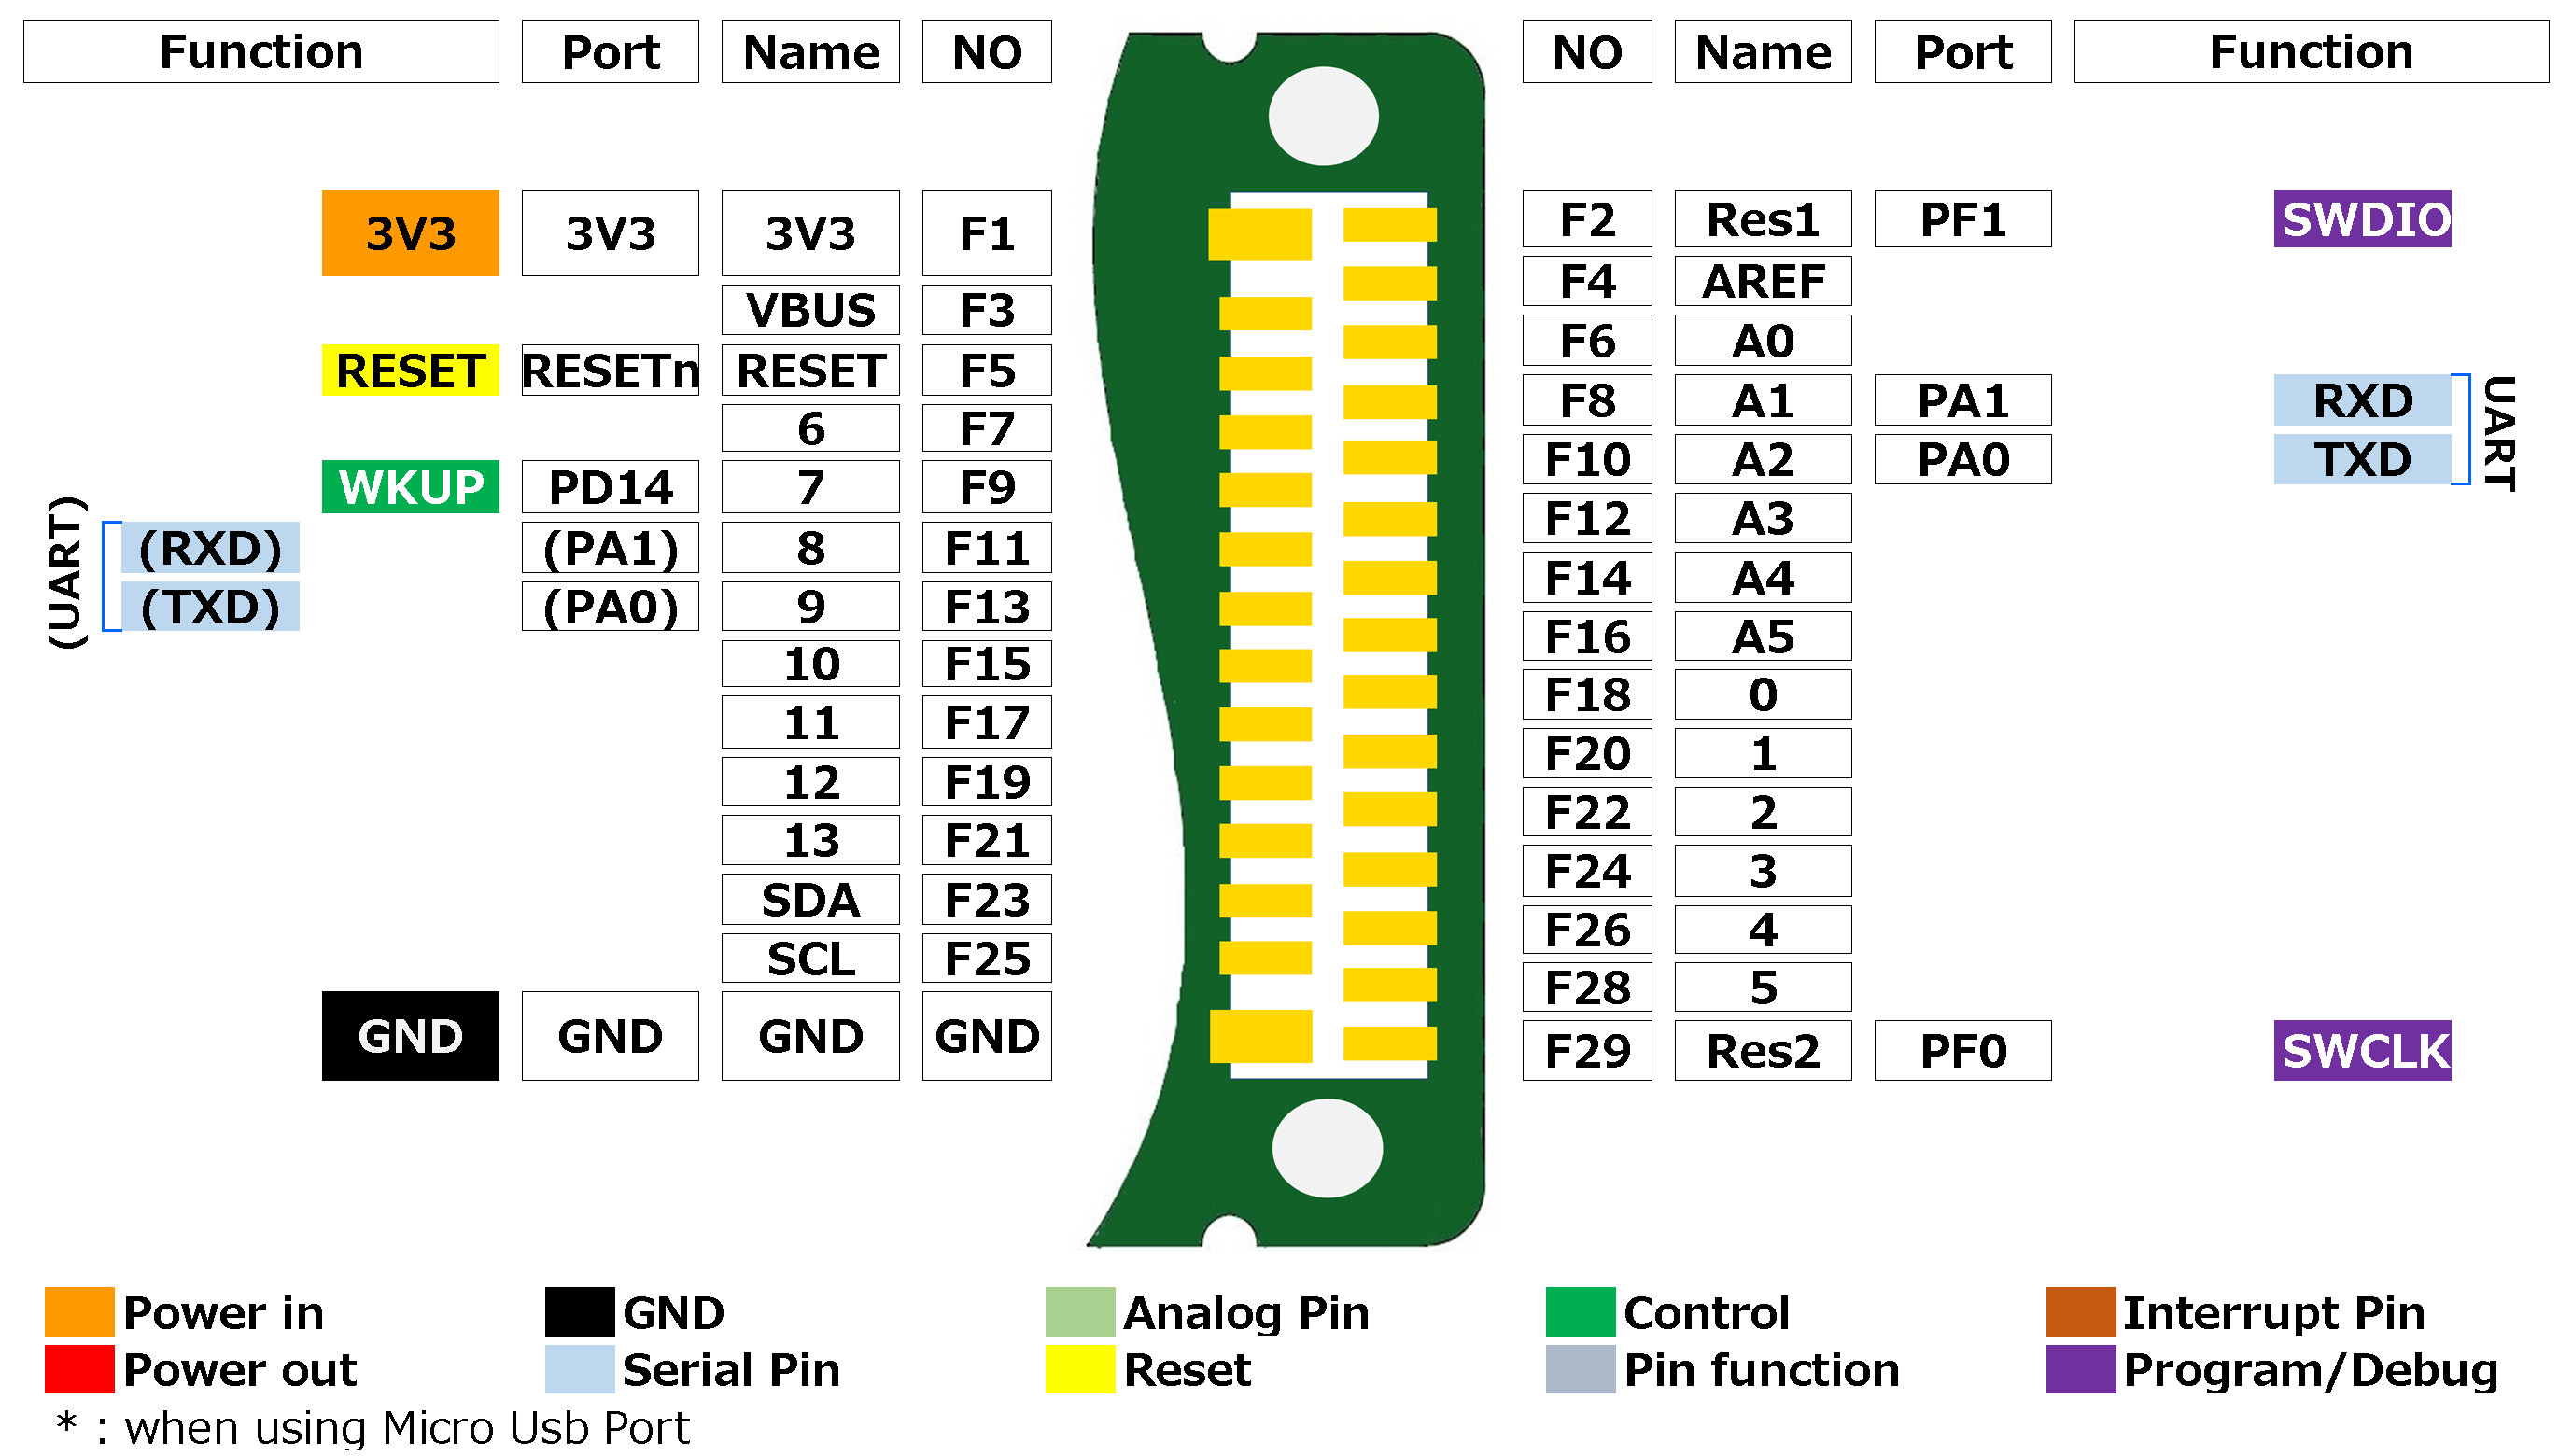 Function Port Name NO NO Name Port Function
3V3 3V3 3V3 F1 F2 Res1 PF1 SWDIO
VBUS F3 F4 AREF
RESET RESETn RESET F5 F6 A0
6 F7 F8 A1 PA1 RXD
WKUP PD14 7 F9 F10 A2 PA0 TXD
UART
(UART)
(RXD) (PA1) 8 F11 F12 A3
(TXD) (PA0) 9 F13 F14 A4
10 F15 F16 A5
11 F17 F18 0
12 F19 F20 1
13 F21 F22 2
SDA F23 F24 3
SCL F25 F26 4
F28 5
GND GND GND GND F29 Res2 PF0 SWCLK
Power in GND Analog Pin Control Interrupt Pin
Power out Serial Pin Reset Pin function Program/Debug
* : when using Micro Usb Port